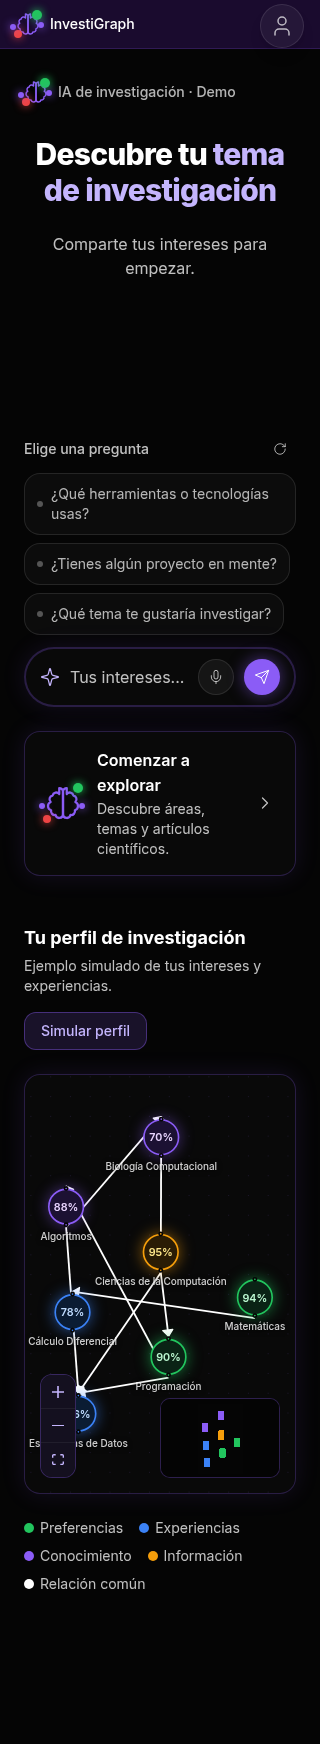 InvestiGraph
IA de investigación · Demo
Descubre tu tema
de investigación
Comparte tus intereses para
empezar.
Elige una pregunta
¿Qué herramientas o tecnologías
usas?
¿Tienes algún proyecto en mente?
¿Qué tema te gustaría investigar?
Tus intereses...
Comenzar a
explorar
Descubre áreas,
temas y artículos
científicos.
Tu perfil de investigación
Ejemplo simulado de tus intereses y
experiencias.
Simular perfil
70%
Biología Computacional
88%
Algoritmos
95%
Ciencias de la Computación
94%
Matemáticas
78%
Cálculo Diferencial
90%
Programación
de Datos
Preferencias
Experiencias
Conocimiento
Información
Relación común